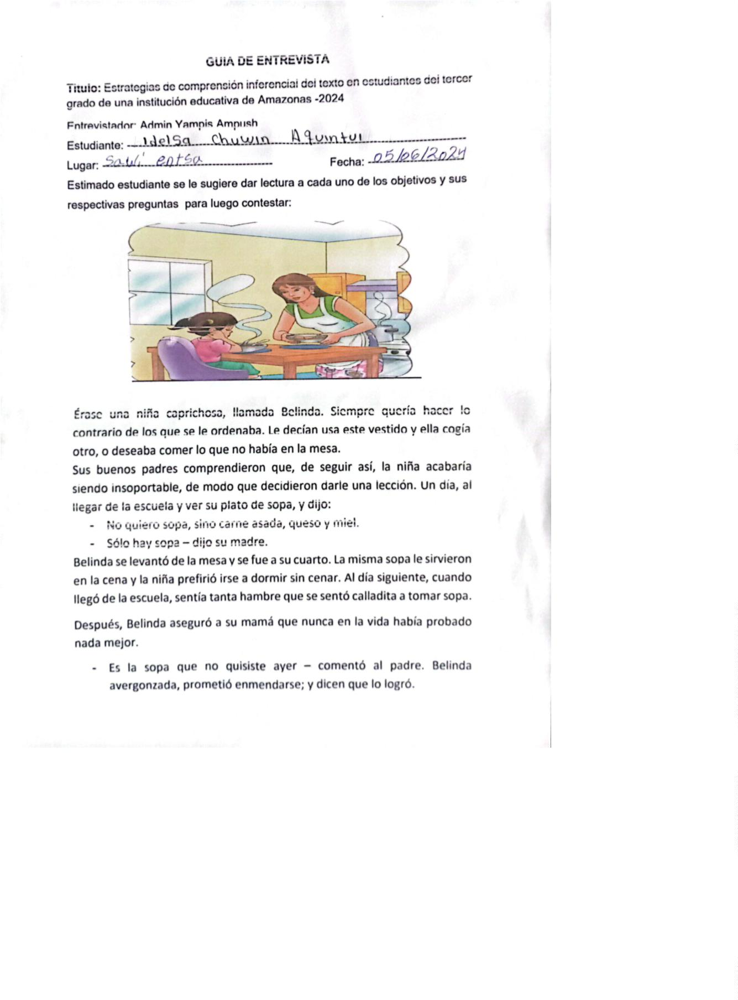 GUIA DE ENTREVISTA
Titulo: Estrategias de comprensión inferencial del texto en estudiantes del tercer
grado de una institución educativa de Amazonas -2024
Entrevistador: Admin Yampis Ampush
Estudiante: Idelsa Chuwin Aquintui
Lugar: Sawi entsa Fecha: 05/06/2024
Estimado estudiante se le sugiere dar lectura a cada uno de los objetivos y sus
respectivas preguntas para luego contestar:
Érase una niña caprichosa, llamada Belinda. Siempre quería hacer lo
contrario de los que se le ordenaba. Le decían usa este vestido y ella cogía
otro, o deseaba comer lo que no había en la mesa.
Sus buenos padres comprendieron que, de seguir así, la niña acabaría
siendo insoportable, de modo que decidieron darle una lección. Un día, al
llegar de la escuela y ver su plato de sopa, y dijo:
- No quiero sopa, sino carne asada, queso y miel.
- Sólo hay sopa – dijo su madre.
Belinda se levantó de la mesa y se fue a su cuarto. La misma sopa le sirvieron
en la cena y la niña prefirió irse a dormir sin cenar. Al día siguiente, cuando
llegó de la escuela, sentía tanta hambre que se sentó calladita a tomar sopa.
Después, Belinda aseguró a su mamá que nunca en la vida había probado
nada mejor.
- Es la sopa que no quisiste ayer – comentó al padre. Belinda
avergonzada, prometió enmendarse; y dicen que lo logró.